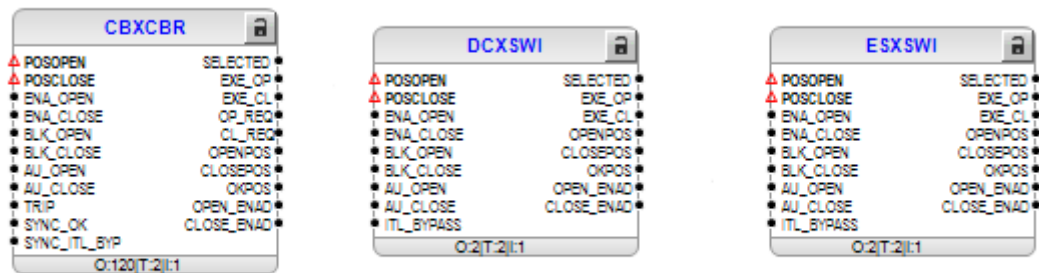 CBXCBR
POSOPEN SELECTED
POSCLOSE EXE_OP
ENA_OPEN EXE_CL
ENA_CLOSE OP_REQ
BLK_OPEN CL_REQ
BLK_CLOSE OPENPOS
AU_OPEN CLOSEPOS
AU_CLOSE OKPOS
TRIP OPEN_ENAD
SYNC_OK CLOSE_ENAD
SYNC_ITL_BYP
O:120|T:2|I:1
DCXSWI
POSOPEN SELECTED
POSCLOSE EXE_OP
ENA_OPEN EXE_CL
ENA_CLOSE OPENPOS
BLK_OPEN CLOSEPOS
BLK_CLOSE OKPOS
AU_OPEN OPEN_ENAD
AU_CLOSE CLOSE_ENAD
ITL_BYPASS
O:2|T:2|I:1
ESXSWI
POSOPEN SELECTED
POSCLOSE EXE_OP
ENA_OPEN EXE_CL
ENA_CLOSE OPENPOS
BLK_OPEN CLOSEPOS
BLK_CLOSE OKPOS
AU_OPEN OPEN_ENAD
AU_CLOSE CLOSE_ENAD
ITL_BYPASS
O:2|T:2|I:1